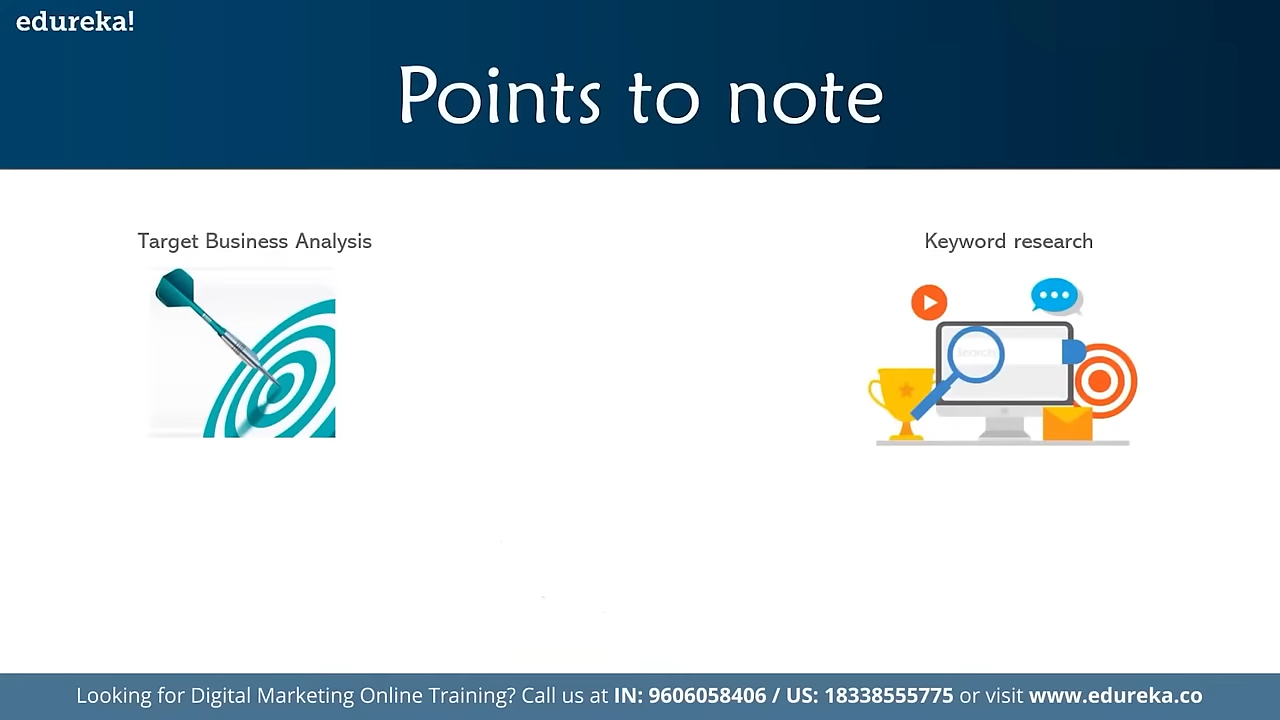 edureka!
Points to note
Target Business Analysis
Keyword research
Looking for Digital Marketing Online Training? Call us at IN: 9606058406 / US: 18338555775 or visit www.edureka.co